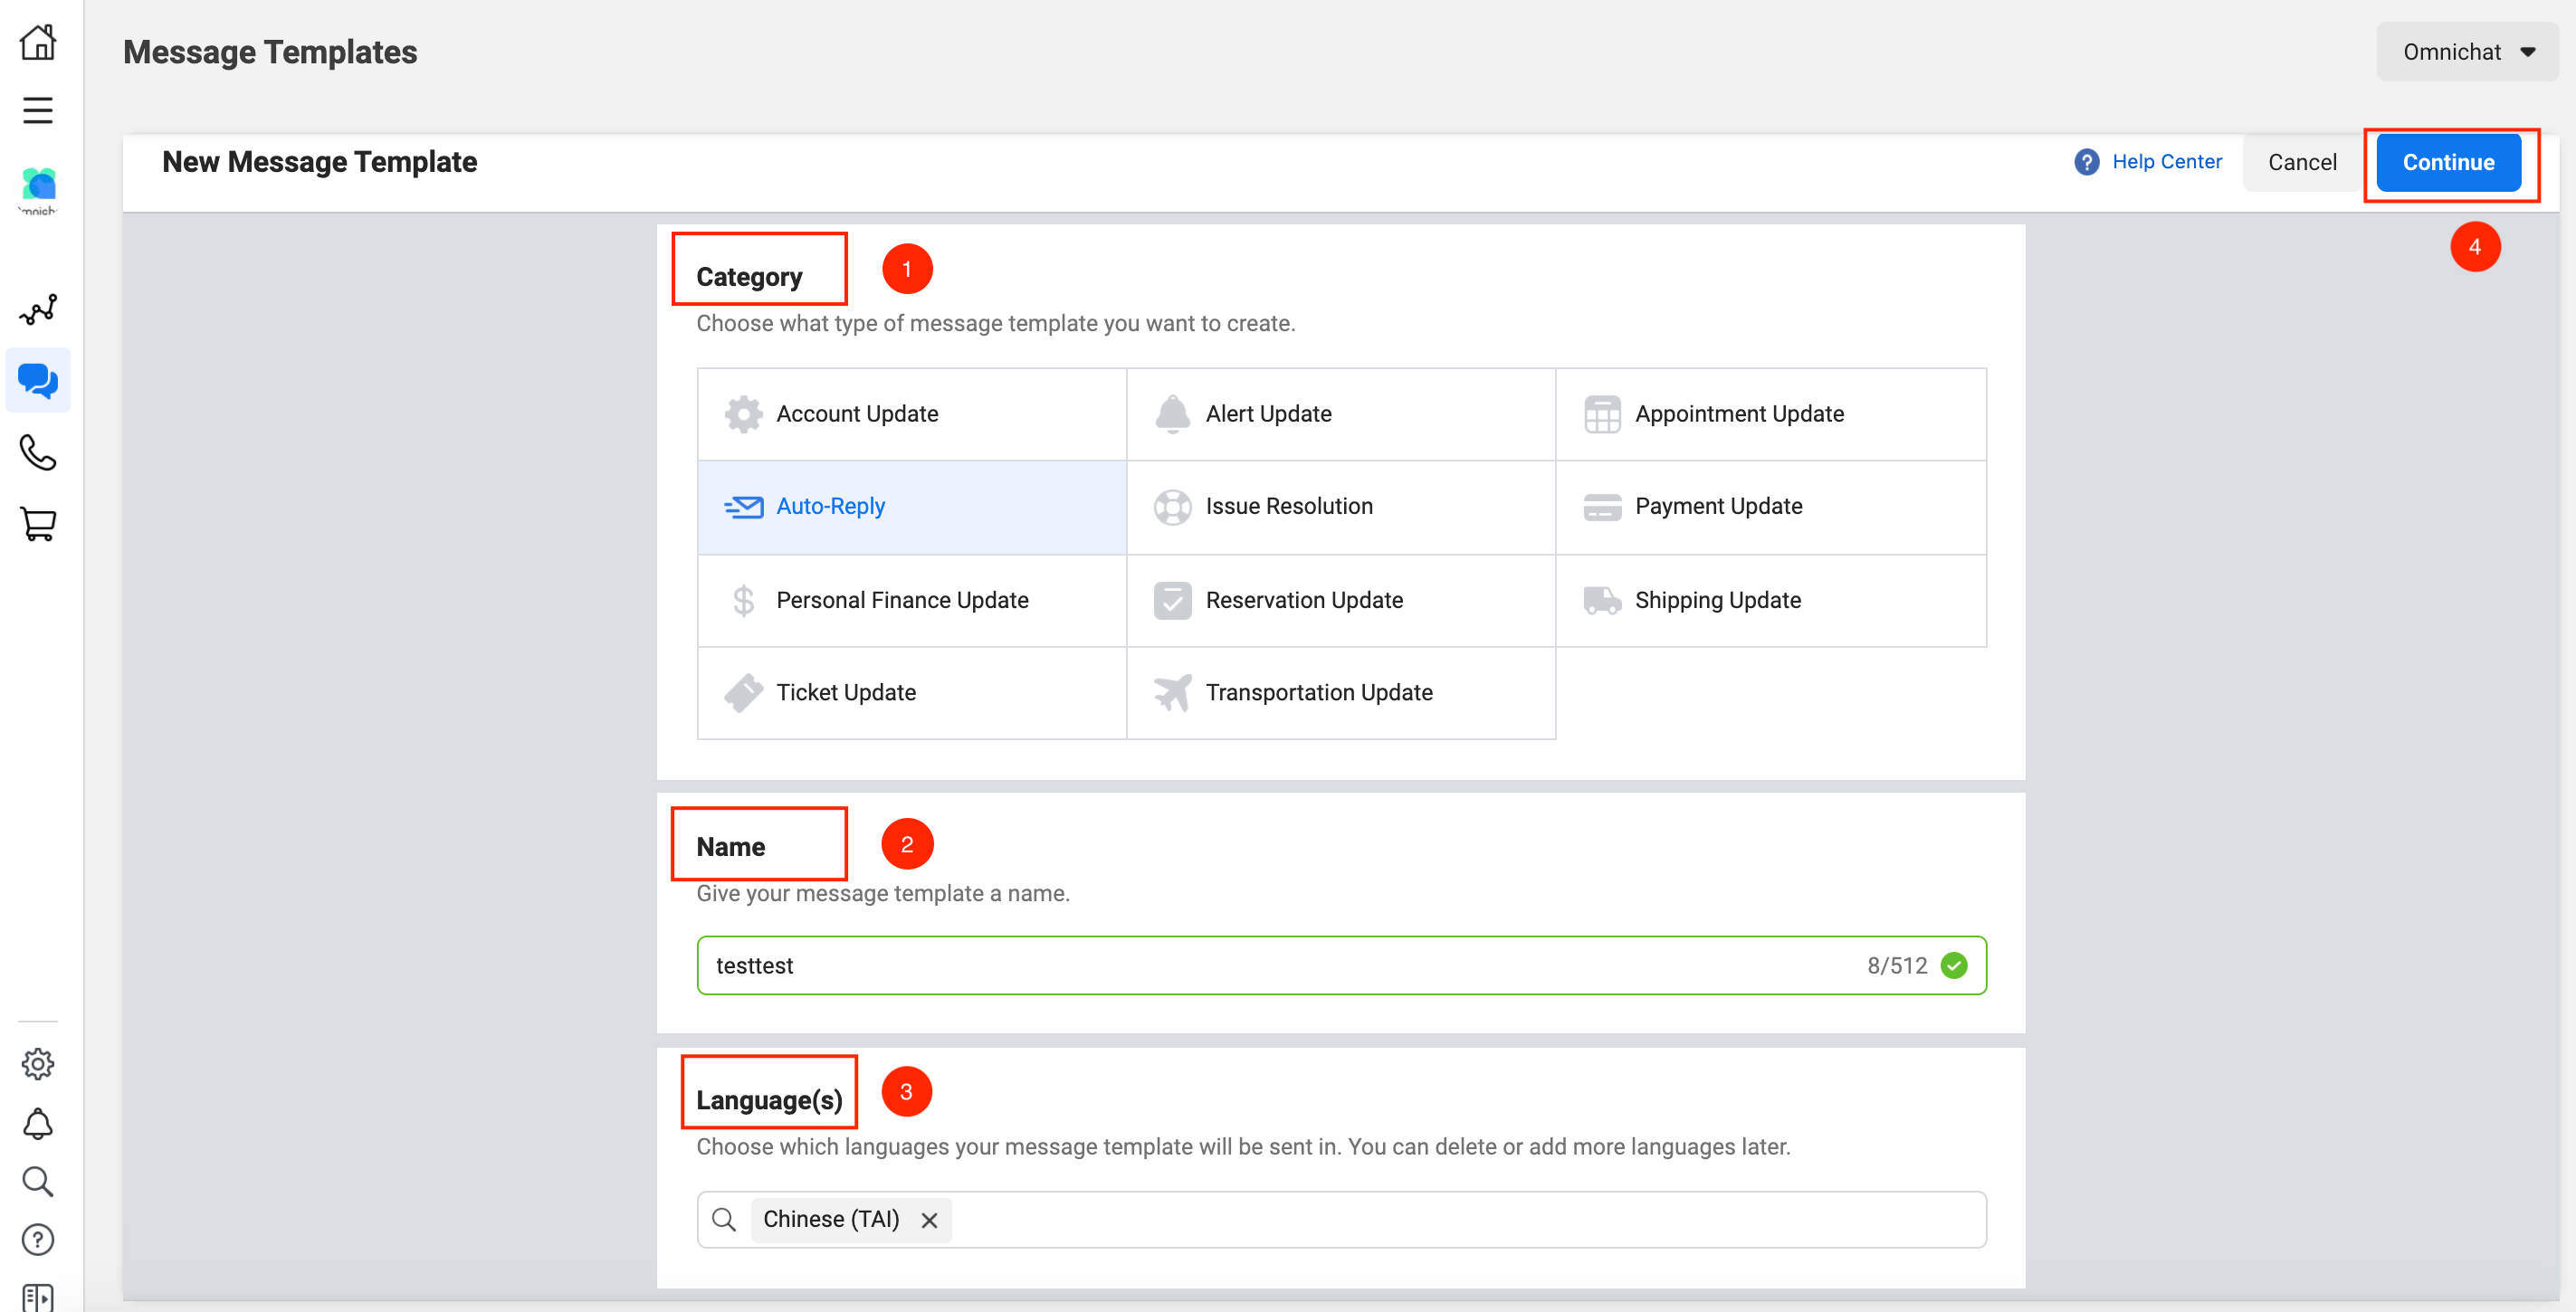 Message Templates
Omnichat
New Message Template
? Help Center
Cancel
Continue
4
Category
1
Choose what type of message template you want to create.
Account Update
Alert Update
Appointment Update
Auto-Reply
Issue Resolution
Payment Update
$ Personal Finance Update
Reservation Update
Shipping Update
Ticket Update
Transportation Update
Name
2
Give your message template a name.
testtest
8/512
Language(s)
3
Choose which languages your message template will be sent in. You can delete or add more languages later.
Chinese (TAI)